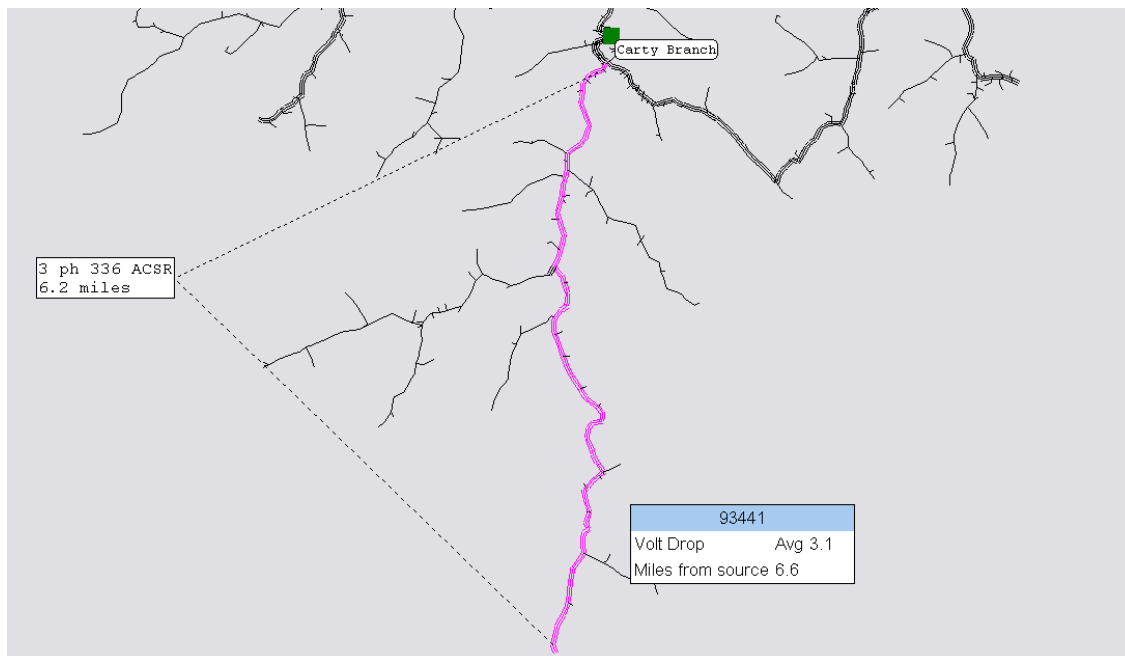 Carty Branch
3 ph 336 ACSR
6.2 miles
93441
Volt Drop Avg 3.1
Miles from source 6.6